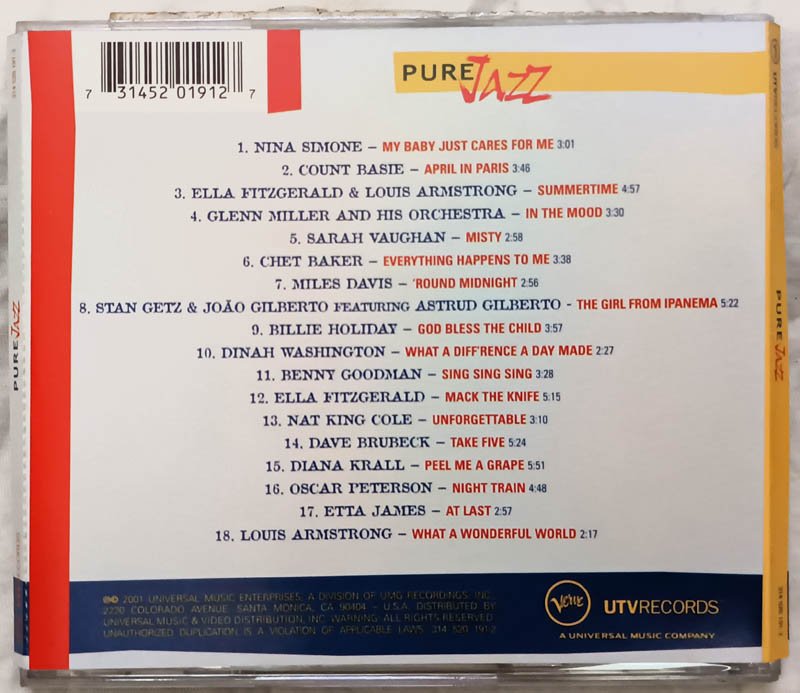 7 31452 01912 7
PURE JAZZ
1. NINA SIMONE – MY BABY JUST CARES FOR ME 3:01
2. COUNT BASIE – APRIL IN PARIS 3:46
3. ELLA FITZGERALD & LOUIS ARMSTRONG – SUMMERTIME 4:57
4. GLENN MILLER AND HIS ORCHESTRA – IN THE MOOD 3:30
5. SARAH VAUGHAN – MISTY 2:58
6. CHET BAKER – EVERYTHING HAPPENS TO ME 3:38
7. MILES DAVIS – 'ROUND MIDNIGHT 2:56
8. STAN GETZ & JOÃO GILBERTO FEATURING ASTRUD GILBERTO - THE GIRL FROM IPANEMA 5:22
9. BILLIE HOLIDAY – GOD BLESS THE CHILD 3:57
10. DINAH WASHINGTON – WHAT A DIFF'RENCE A DAY MADE 2:27
11. BENNY GOODMAN – SING SING SING 3:28
12. ELLA FITZGERALD – MACK THE KNIFE 5:15
13. NAT KING COLE – UNFORGETTABLE 3:10
14. DAVE BRUBECK – TAKE FIVE 5:24
15. DIANA KRALL – PEEL ME A GRAPE 5:51
16. OSCAR PETERSON – NIGHT TRAIN 4:48
17. ETTA JAMES – AT LAST 2:57
18. LOUIS ARMSTRONG – WHAT A WONDERFUL WORLD 2:17
℗© 2001 UNIVERSAL MUSIC ENTERPRISES, A DIVISION OF UMG RECORDINGS, INC.,
2220 COLORADO AVENUE, SANTA MONICA, CA 90404 – U.S.A. DISTRIBUTED BY
UNIVERSAL MUSIC & VIDEO DISTRIBUTION, INC. WARNING: ALL RIGHTS RESERVED.
UNAUTHORIZED DUPLICATION IS A VIOLATION OF APPLICABLE LAWS. 314 520 191-2
Verve UTVRECORDS
A UNIVERSAL MUSIC COMPANY
PURE JAZZ
PURE JAZZ